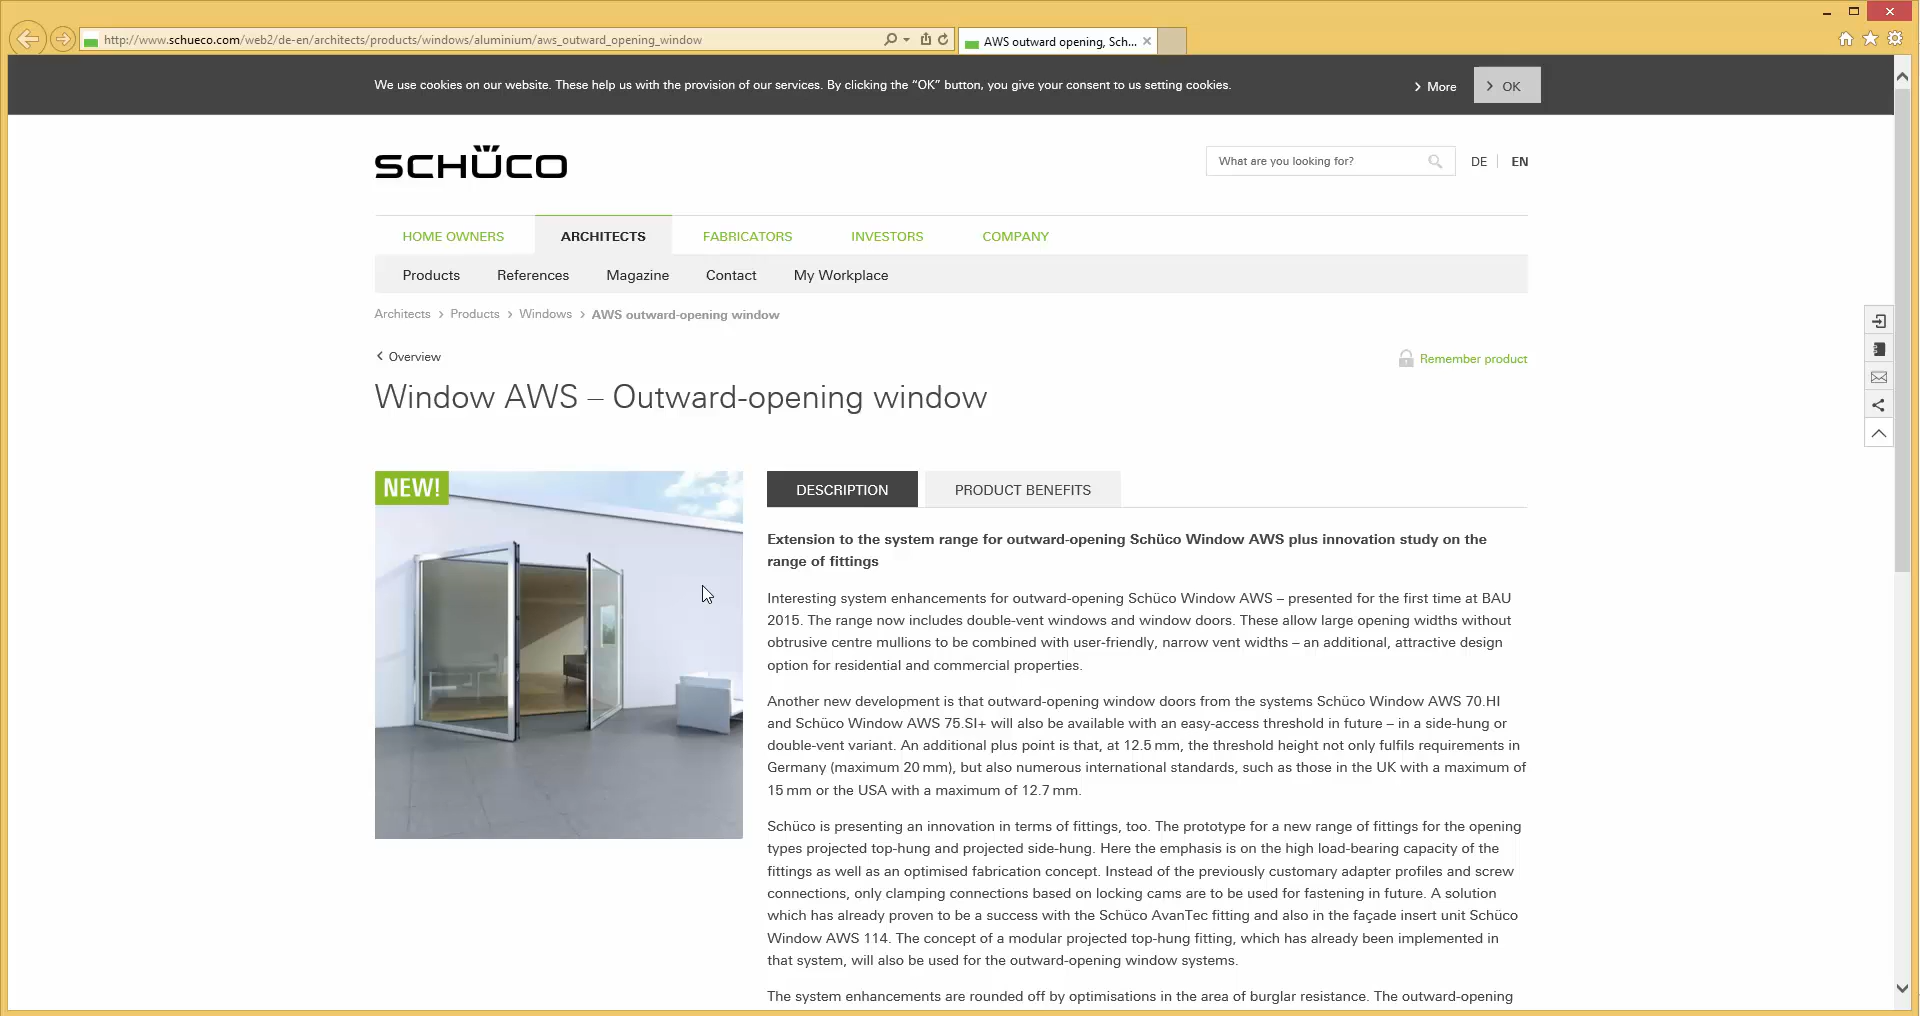 http://www.schueco.com/web2/de-en/architects/products/windows/aluminium/aws_outward_opening_window
AWS outward opening, Sch...
We use cookies on our website. These help us with the provision of our services. By clicking the “OK” button, you give your consent to us setting cookies.
More
OK
SCHÜCO
What are you looking for?
DE
EN
HOME OWNERS
ARCHITECTS
FABRICATORS
INVESTORS
COMPANY
Products
References
Magazine
Contact
My Workplace
Architects > Products > Windows > AWS outward-opening window
Overview
Remember product
Window AWS – Outward-opening window
NEW!
DESCRIPTION
PRODUCT BENEFITS
Extension to the system range for outward-opening Schüco Window AWS plus innovation study on the
range of fittings
Interesting system enhancements for outward-opening Schüco Window AWS – presented for the first time at BAU
2015. The range now includes double-vent windows and window doors. These allow large opening widths without
obtrusive centre mullions to be combined with user-friendly, narrow vent widths – an additional, attractive design
option for residential and commercial properties.
Another new development is that outward-opening window doors from the systems Schüco Window AWS 70.HI
and Schüco Window AWS 75.SI+ will also be available with an easy-access threshold in future – in a side-hung or
double-vent variant. An additional plus point is that, at 12.5 mm, the threshold height not only fulfils requirements in
Germany (maximum 20 mm), but also numerous international standards, such as those in the UK with a maximum of
15 mm or the USA with a maximum of 12.7 mm.
Schüco is presenting an innovation in terms of fittings, too. The prototype for a new range of fittings for the opening
types projected top-hung and projected side-hung. Here the emphasis is on the high load-bearing capacity of the
fittings as well as an optimised fabrication concept. Instead of the previously customary adapter profiles and screw
connections, only clamping connections based on locking cams are to be used for fastening in future. A solution
which has already proven to be a success with the Schüco AvanTec fitting and also in the façade insert unit Schüco
Window AWS 114. The concept of a modular projected top-hung fitting, which has already been implemented in
that system, will also be used for the outward-opening window systems.
The system enhancements are rounded off by optimisations in the area of burglar resistance. The outward-opening